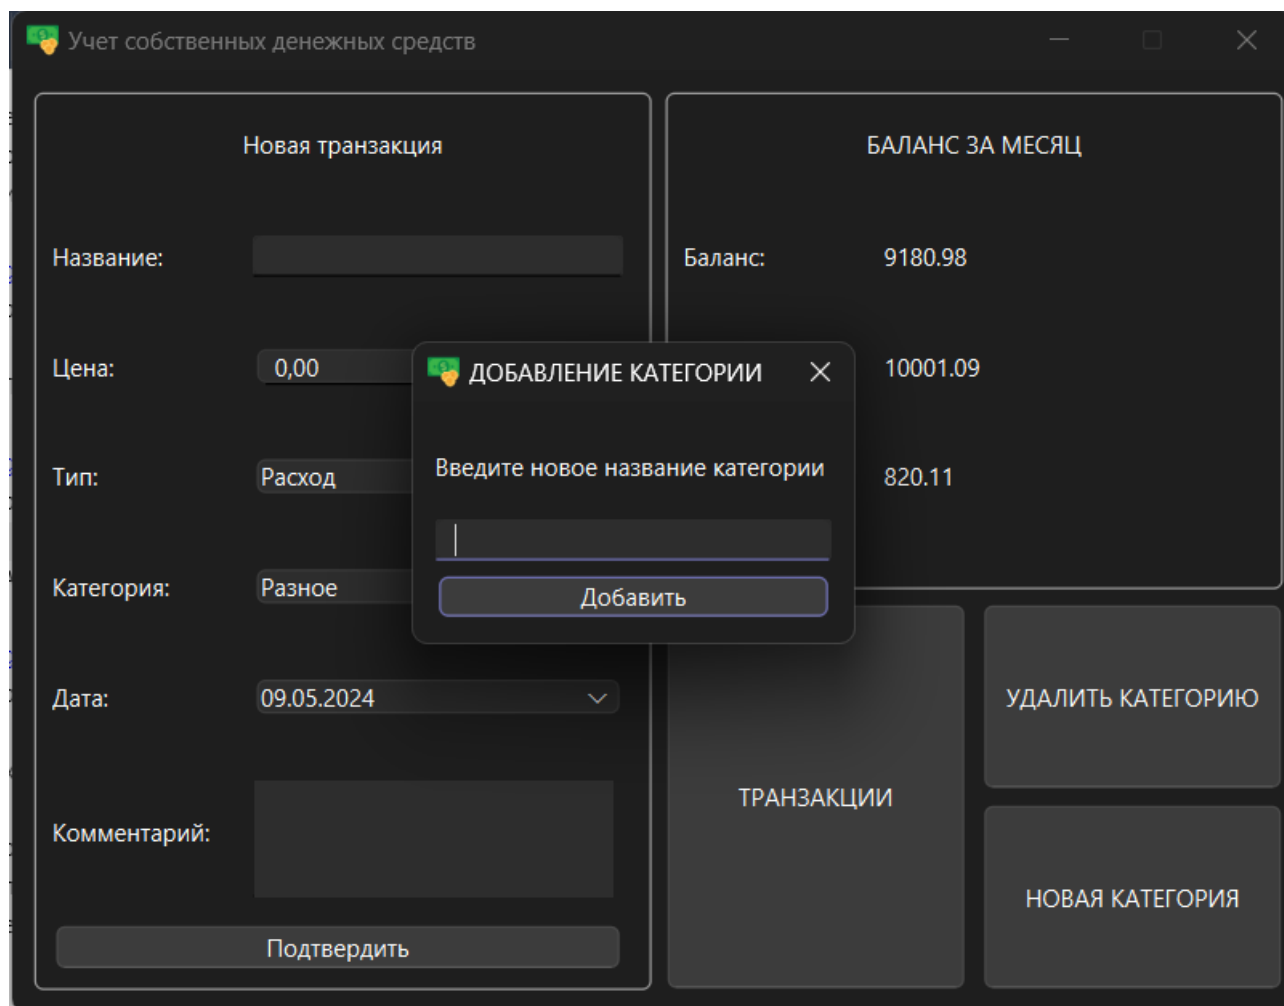 Учет собственных денежных средств
Новая транзакция
Название:
Цена:
0,00
Тип:
Расход
Категория:
Разное
Дата:
09.05.2024
Комментарий:
Подтвердить
БАЛАНС ЗА МЕСЯЦ
Баланс:
9180.98
10001.09
820.11
ДОБАВЛЕНИЕ КАТЕГОРИИ
Введите новое название категории
Добавить
ТРАНЗАКЦИИ
УДАЛИТЬ КАТЕГОРИЮ
НОВАЯ КАТЕГОРИЯ